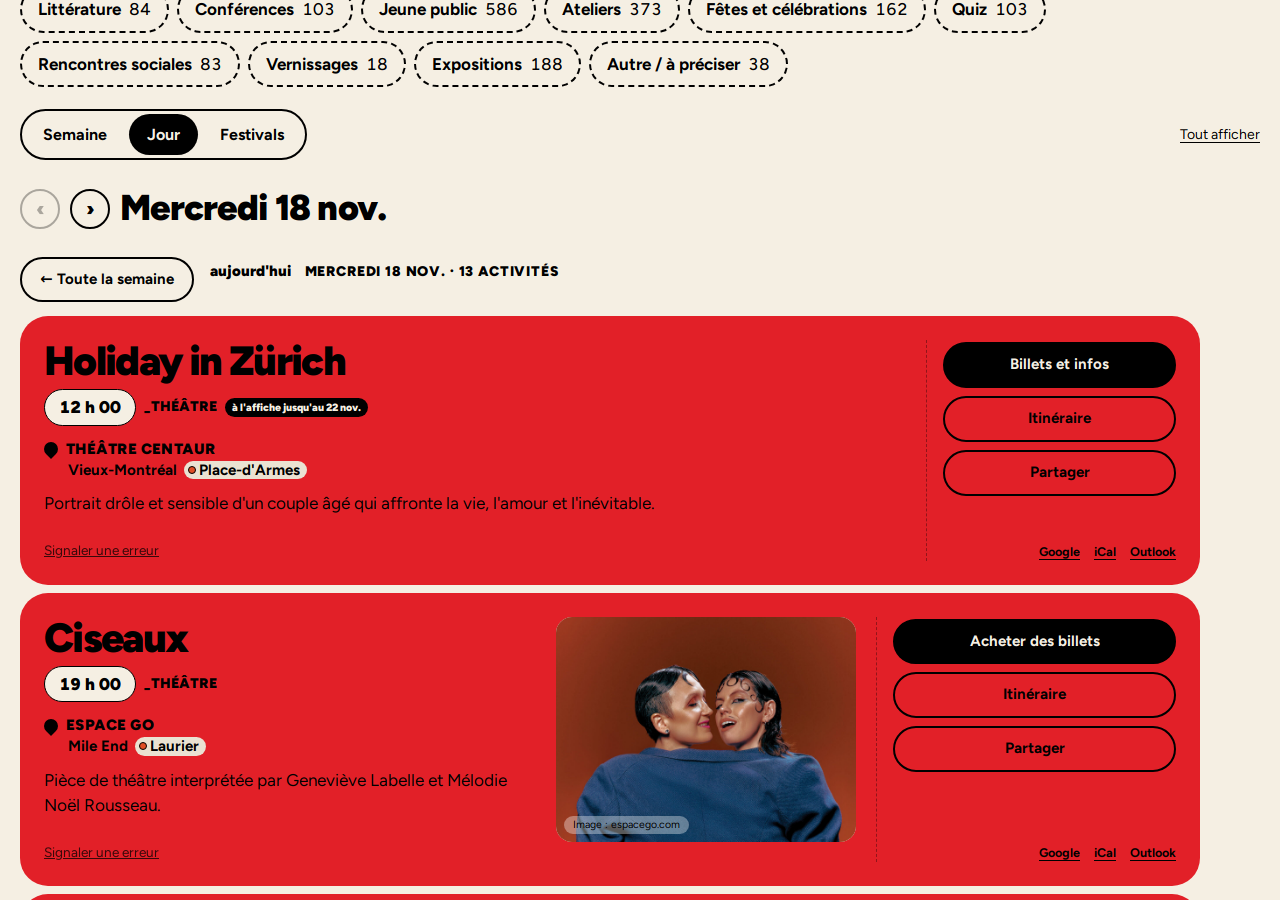 Littérature 84 Conférences 103 Jeune public 586 Ateliers 373 Fêtes et célébrations 162 Quiz 103
Rencontres sociales 83 Vernissages 18 Expositions 188 Autre / à préciser 38
Semaine Jour Festivals Tout afficher
‹ › Mercredi 18 nov.
← Toute la semaine aujourd'hui MERCREDI 18 NOV. · 13 ACTIVITÉS
Holiday in Zürich
12 h 00 _THÉÂTRE à l'affiche jusqu'au 22 nov.
THÉÂTRE CENTAUR
Vieux-Montréal Place-d'Armes
Portrait drôle et sensible d'un couple âgé qui affronte la vie, l'amour et l'inévitable.
Signaler une erreur
Billets et infos
Itinéraire
Partager
Google iCal Outlook
Ciseaux
19 h 00 _THÉÂTRE
ESPACE GO
Mile End Laurier
Pièce de théâtre interprétée par Geneviève Labelle et Mélodie
Noël Rousseau.
Signaler une erreur
Image : espacego.com
Acheter des billets
Itinéraire
Partager
Google iCal Outlook